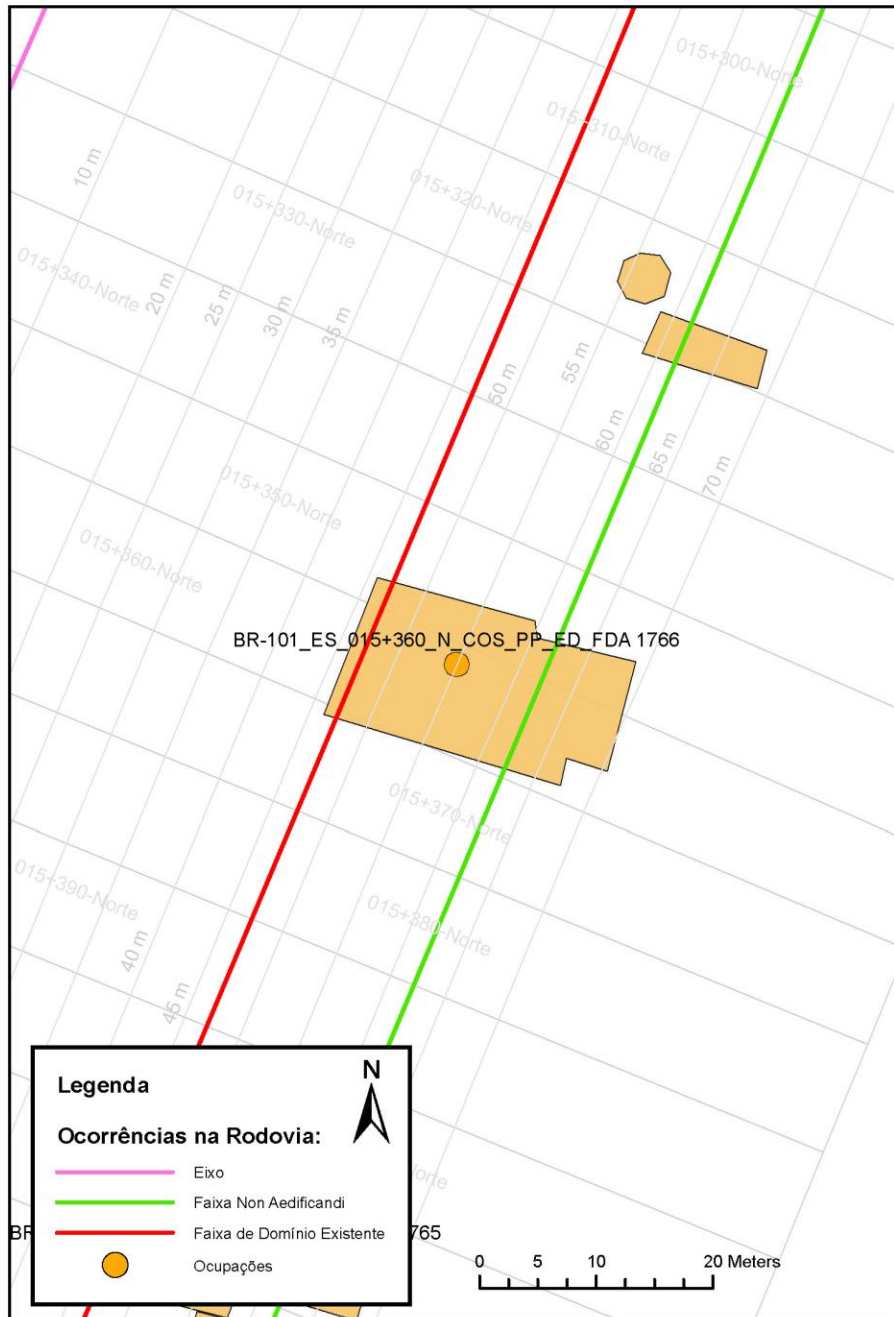 015+300-Norte
015+310-Norte
10 m
015+320-Norte
015+330-Norte
015+340-Norte
20 m
25 m
30 m
35 m
50 m
55 m
60 m
65 m
70 m
015+350-Norte
015+360-Norte
BR-101_ES_015+360_N_COS_PP_ED_FDA 1766
015+370-Norte
015+390-Norte
015+380-Norte
40 m
45 m
Legenda
N
Ocorrências na Rodovia:
Eixo
Faixa Non Aedificandi
Faixa de Domínio Existente
Ocupações
Norte
BR
765
0 5 10 20 Meters